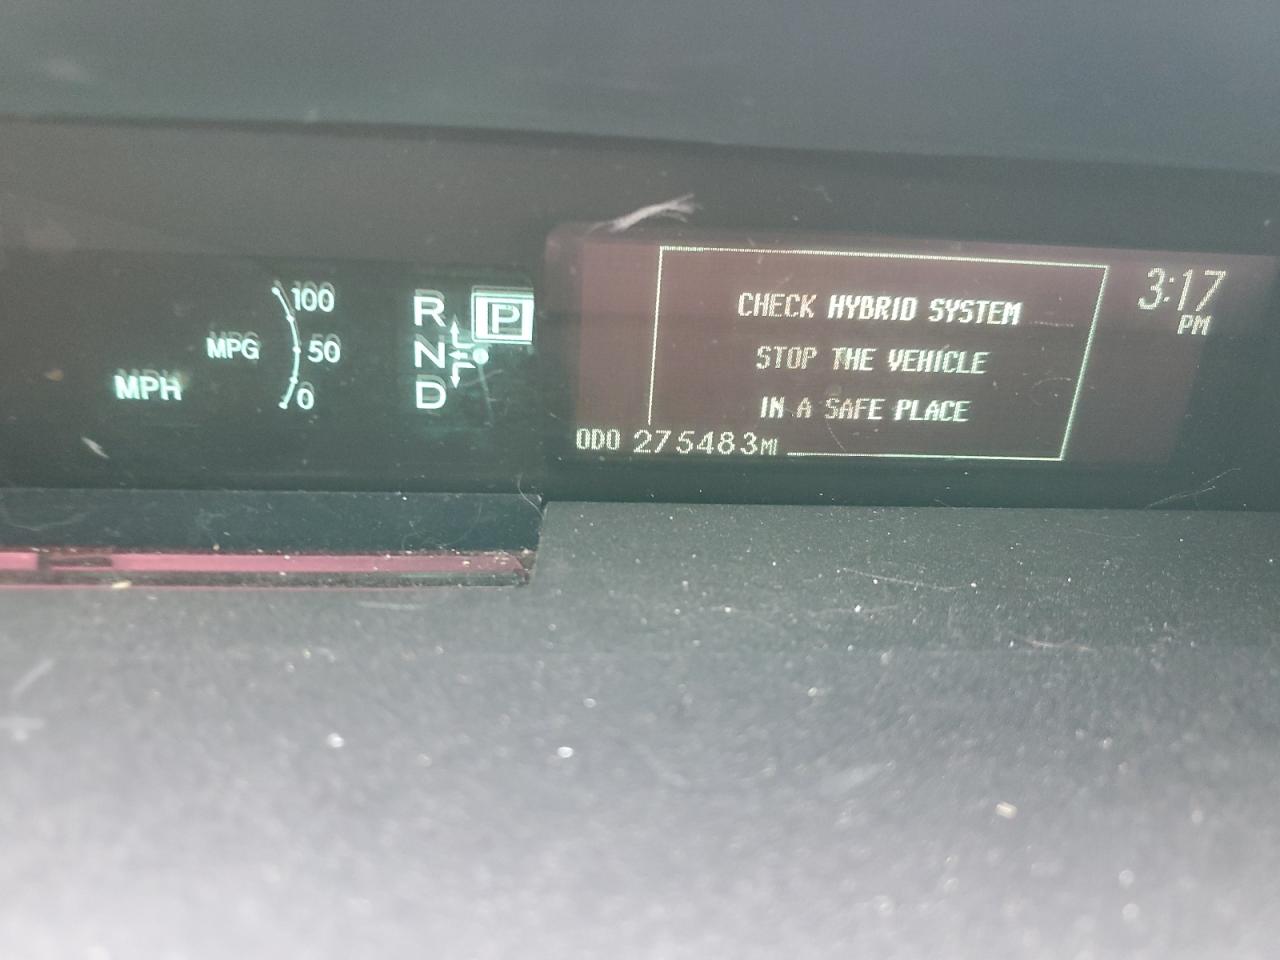 100
MPG 50
MPH 0
R P
N
D
CHECK HYBRID SYSTEM
STOP THE VEHICLE
IN A SAFE PLACE
3:17
PM
ODO 275483MI